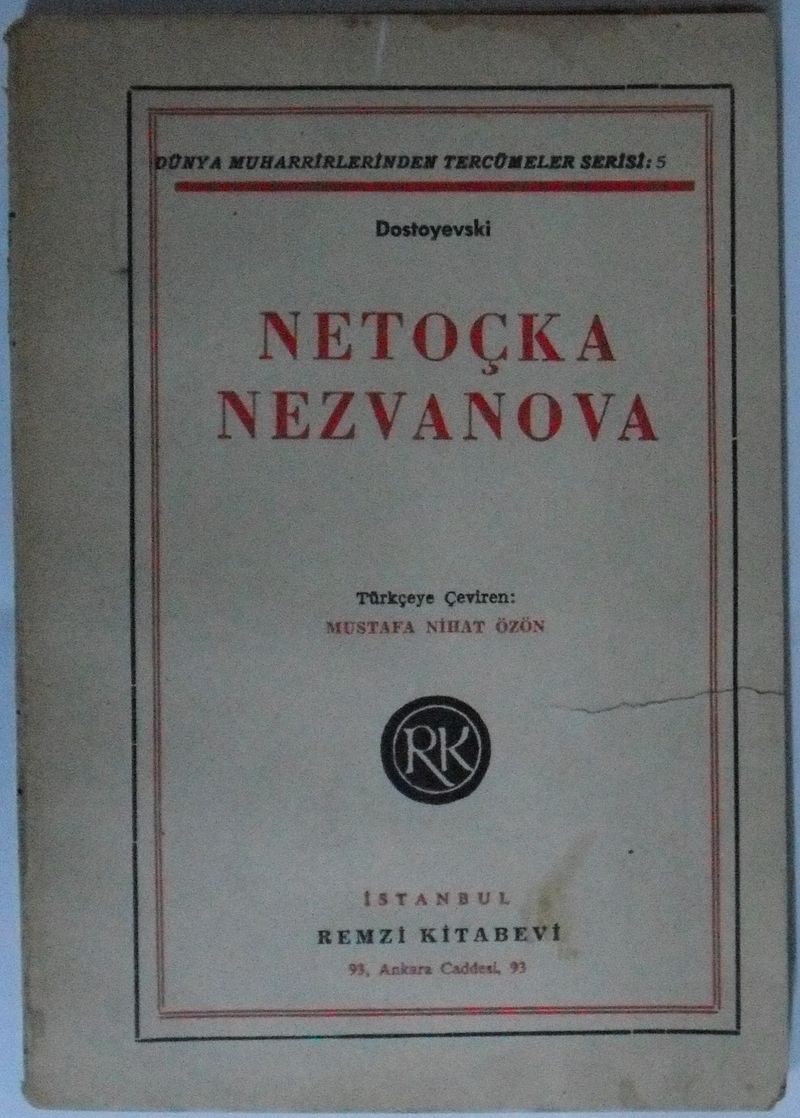 DÜNYA MUHARRİRLERİNDEN TERCÜMELER SERİSİ: 5
Dostoyevski
NETOÇKA
NEZVANOVA
Türkçeye Çeviren:
MUSTAFA NİHAT ÖZÖN
RK
İSTANBUL
REMZİ KİTABEVİ
93, Ankara Caddesi, 93